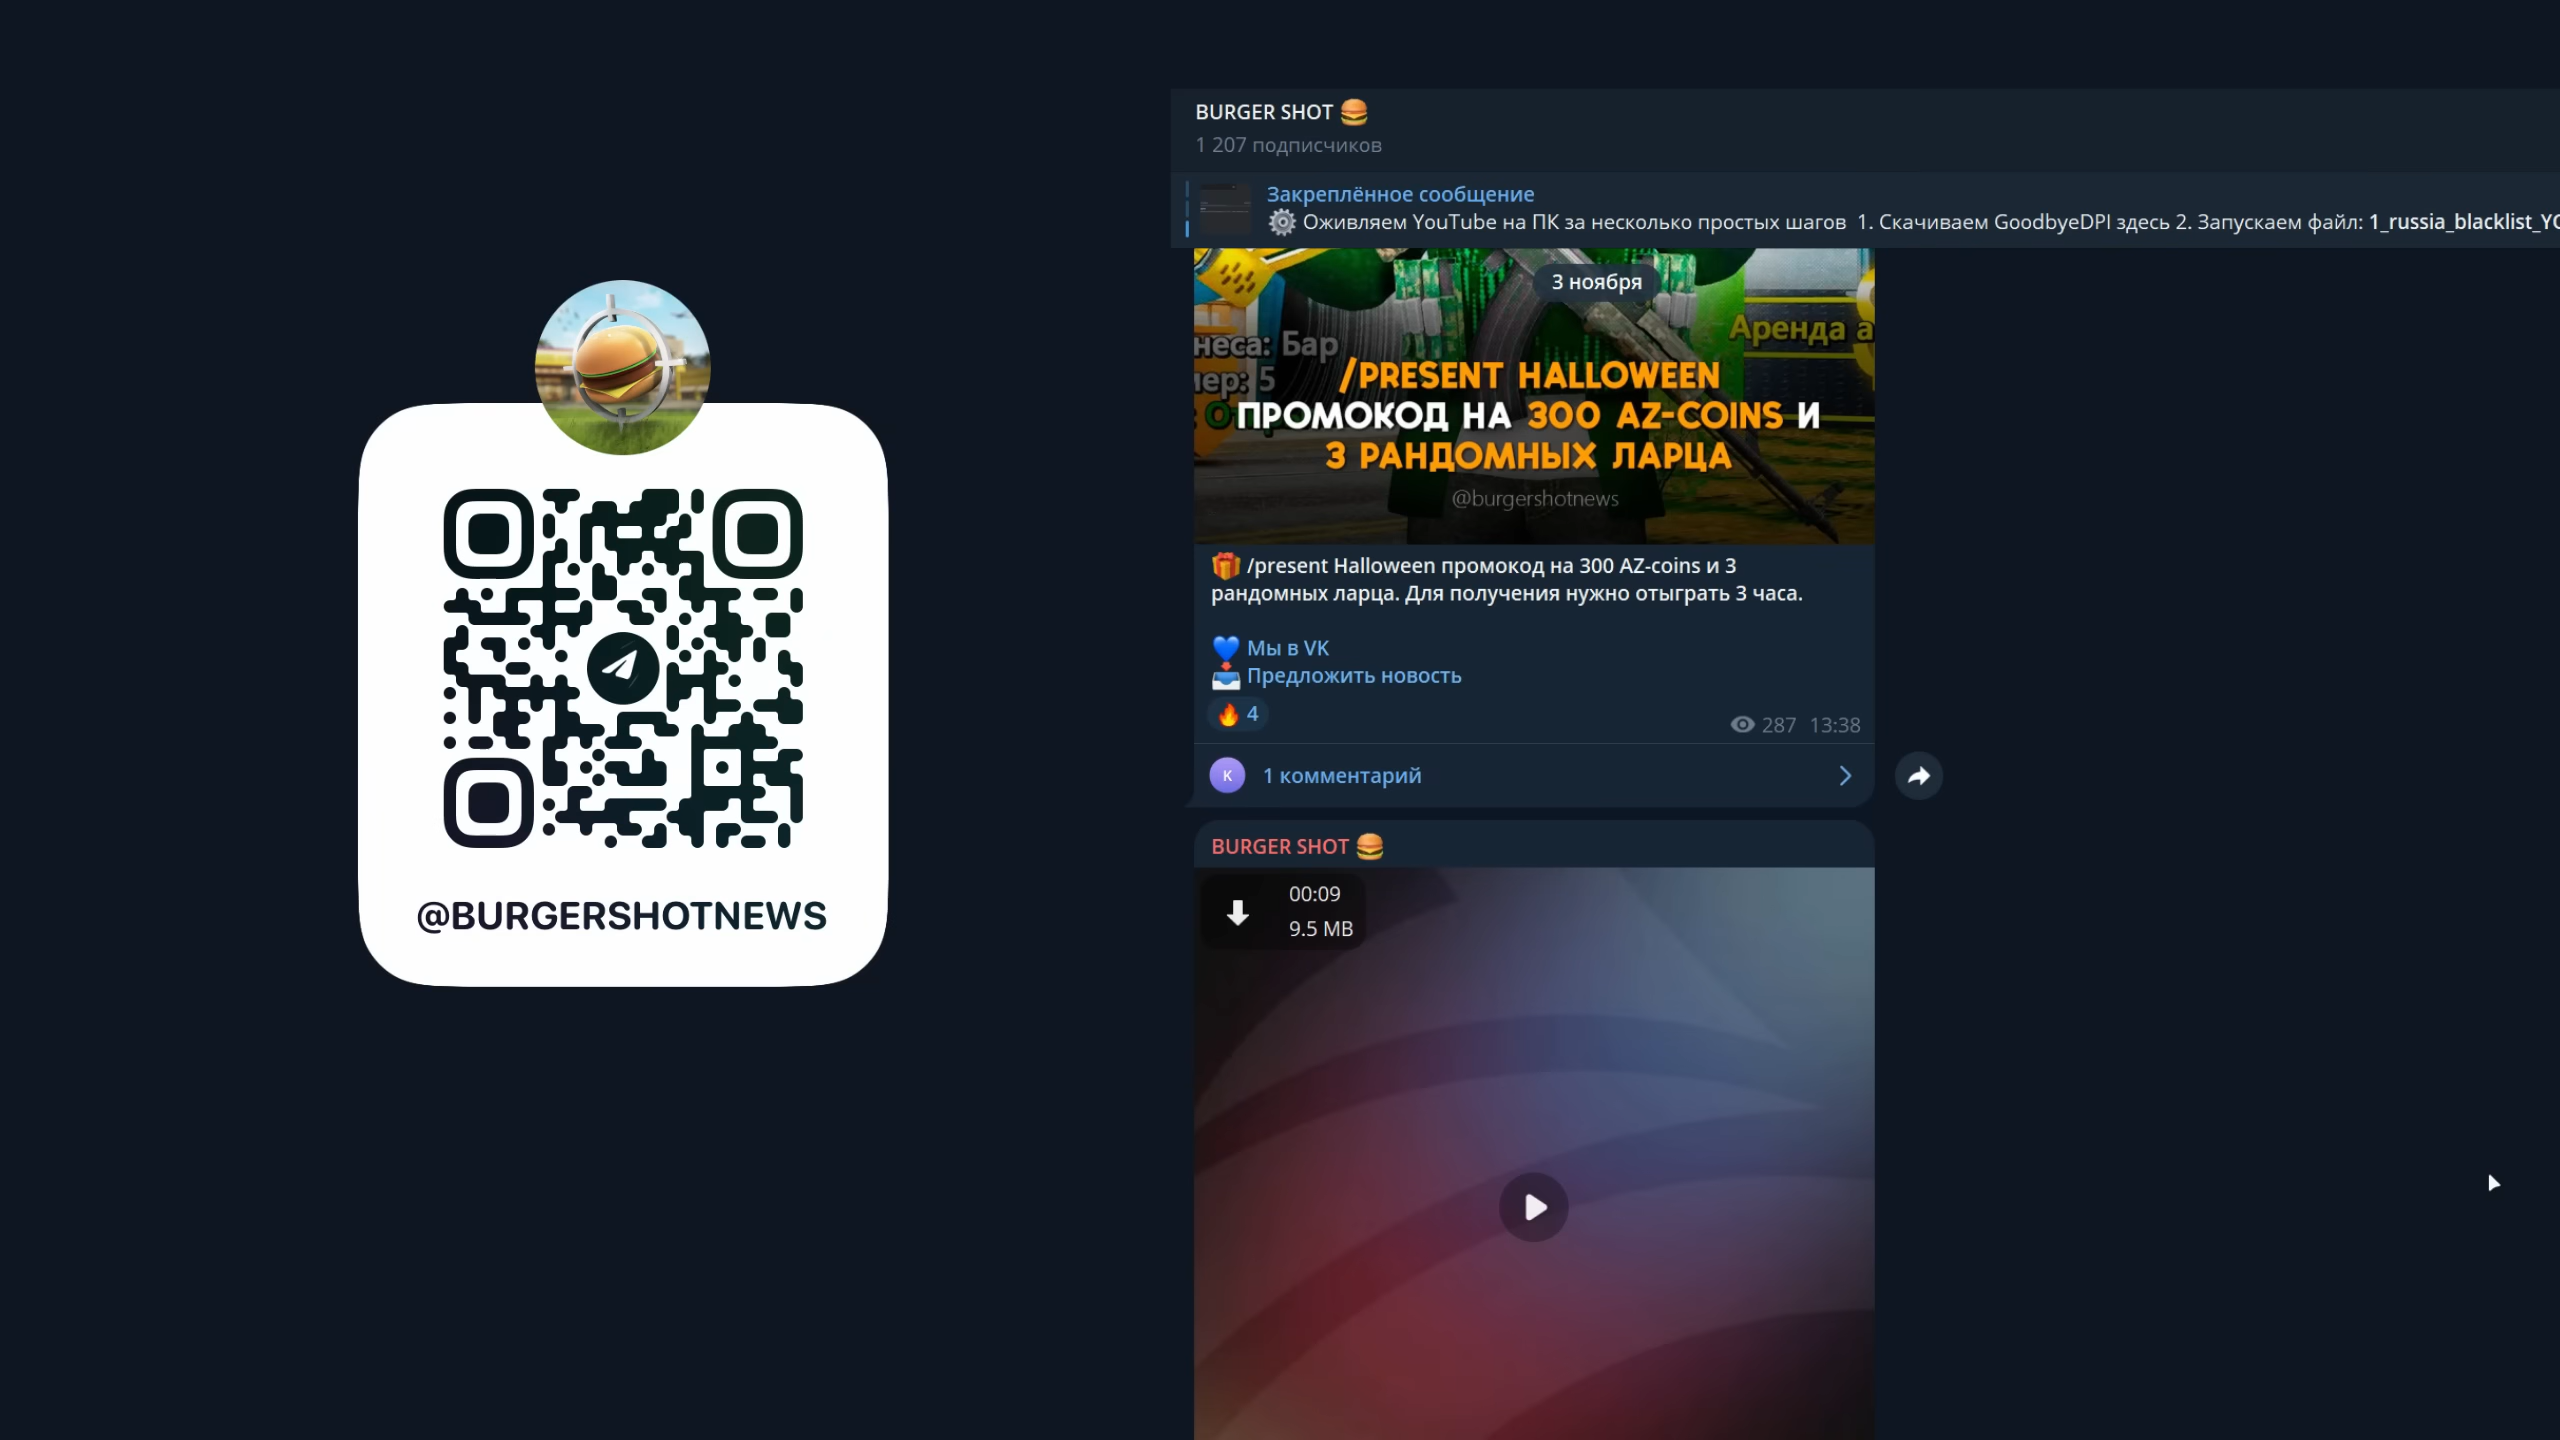 @BURGERSHOTNEWS
BURGER SHOT 🍔
1 207 подписчиков
Закреплённое сообщение
⚙️ Оживляем YouTube на ПК за несколько простых шагов 1. Скачиваем GoodbyeDPI здесь 2. Запускаем файл: 1_russia_blacklist_YO
3 ноября
Аренда а
неса: Бар
мер: 5
/PRESENT HALLOWEEN
ПРОМОКОД НА 300 AZ-COINS И
3 РАНДОМНЫХ ЛАРЦА
@burgershotnews
🎁 /present Halloween промокод на 300 AZ-coins и 3
рандомных ларца. Для получения нужно отыграть 3 часа.
💙 Мы в VK
📥 Предложить новость
🔥 4
287 13:38
K 1 комментарий
BURGER SHOT 🍔
00:09
9.5 MB